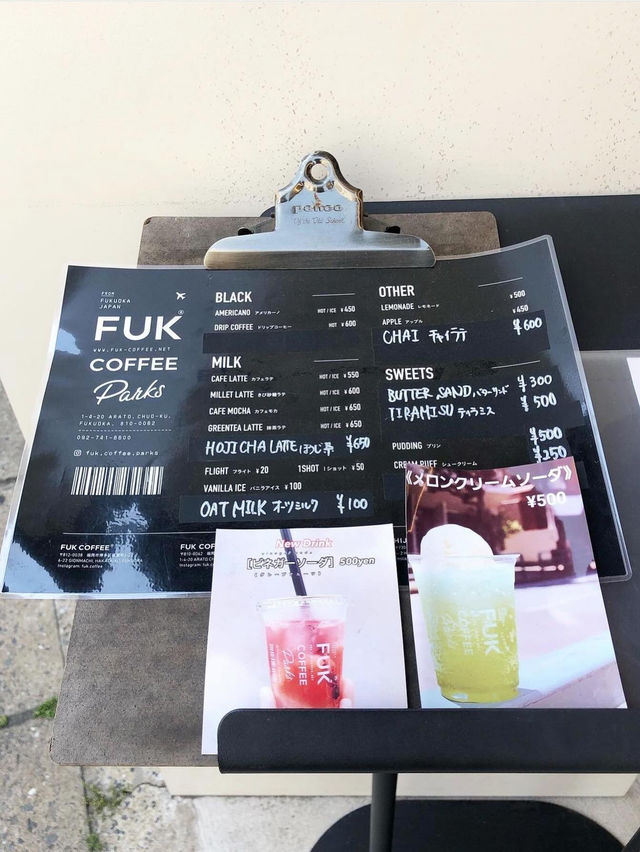 penco
FUKUOKA
JAPAN
FUK®
WWW.FUK-COFFEE.NET
COFFEE
Parks
1-4-20 ARATO, CHUO-KU,
FUKUOKA, 810-0062
092-741-8800
fuk.coffee.parks
BLACK
AMERICANO アメリカーノ HOT / ICE ¥450
DRIP COFFEE ドリップコーヒー HOT ¥600
MILK
CAFE LATTE カフェラテ HOT / ICE ¥550
MILLET LATTE きび砂糖ラテ HOT / ICE ¥600
CAFE MOCHA カフェモカ HOT / ICE ¥650
GREENTEA LATTE 抹茶ラテ HOT / ICE ¥650
HOJICHA LATTE ほうじ茶 ¥650
FLIGHT フライト ¥20 1SHOT 1ショット ¥50
VANILLA ICE バニラアイス ¥100
OAT MILK オーツミルク ¥100
OTHER
LEMONADE レモネード ¥500
APPLE アップル ¥450
CHAI チャイラテ ¥600
SWEETS
BUTTER SAND バターサンド ¥300
TIRAMISU ティラミス ¥500
PUDDING プリン ¥500
CREAM PUFF シュークリーム ¥250
FUK COFFEE
Instagram: fuk.coffee
FUK CO
New Drink
[ビネガーソーダ] 500yen
FUK
COFFEE
Parks
《メロンクリームソーダ》
¥500
FUK
COFFEE
Parks